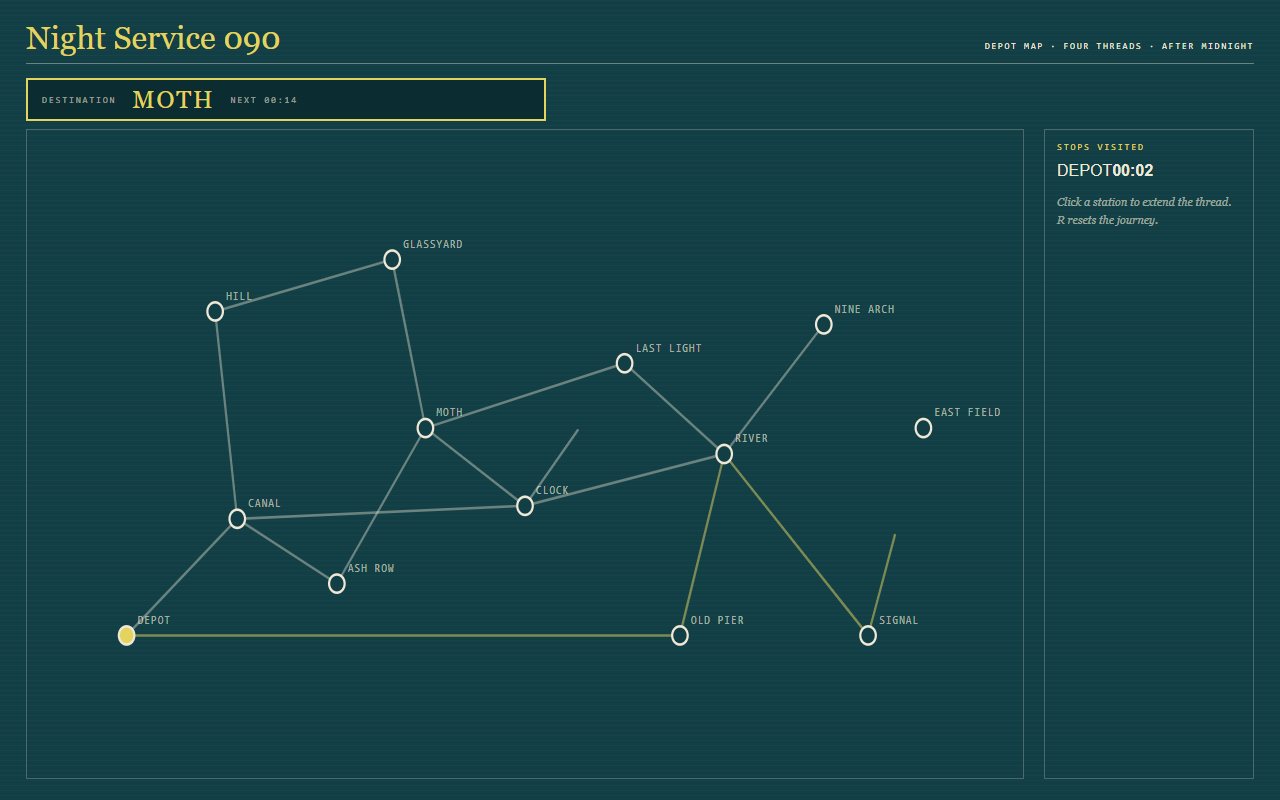 Night Service 090
DEPOT MAP · FOUR THREADS · AFTER MIDNIGHT
DESTINATION MOTH NEXT 00:14
STOPS VISITED
DEPOT00:02
Click a station to extend the thread.
R resets the journey.
GLASSYARD
HILL
NINE ARCH
LAST LIGHT
MOTH
EAST FIELD
RIVER
CLOCK
CANAL
ASH ROW
DEPOT
OLD PIER
SIGNAL